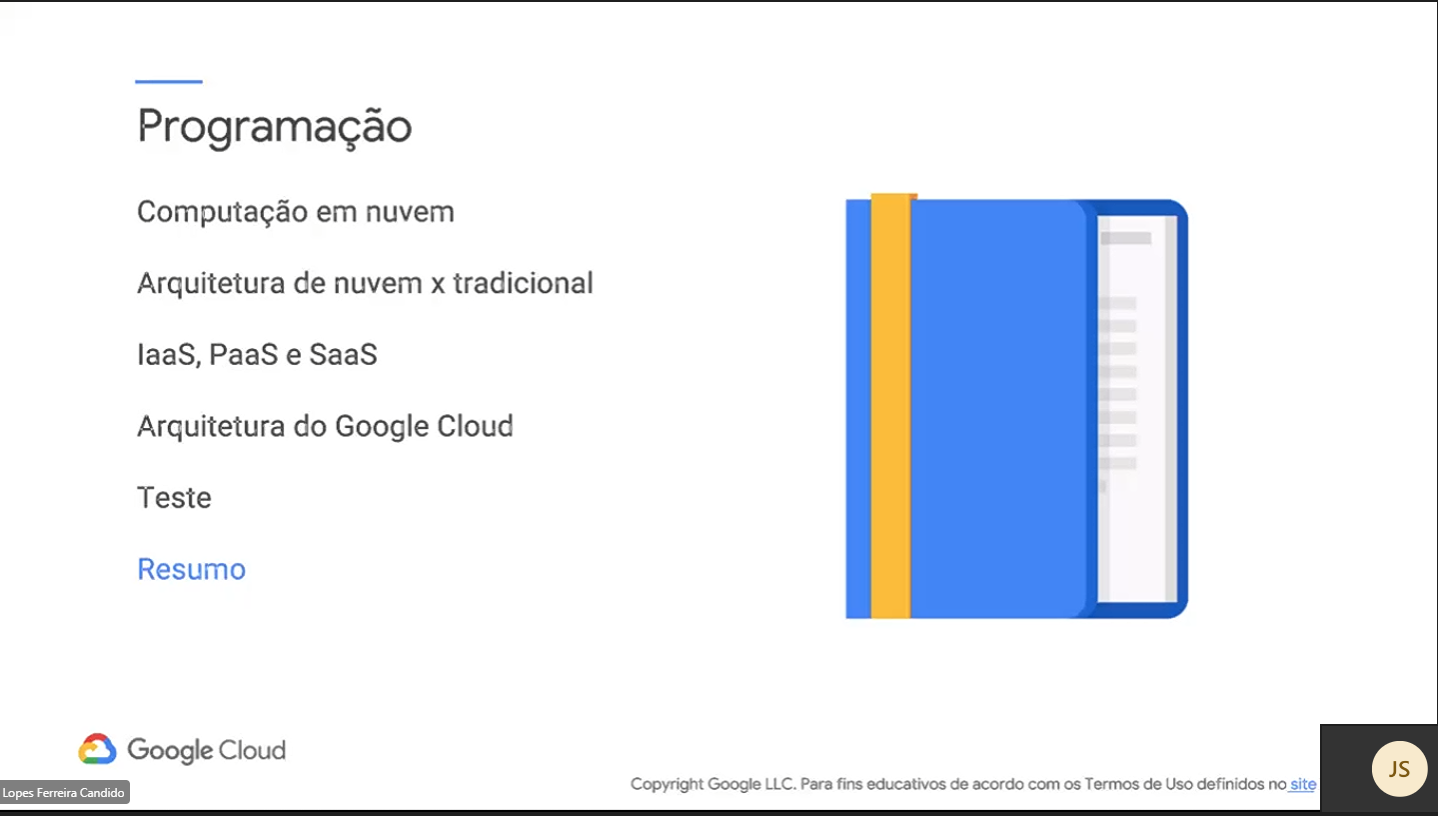 Programação
Computação em nuvem
Arquitetura de nuvem x tradicional
IaaS, PaaS e SaaS
Arquitetura do Google Cloud
Teste
Resumo
Google Cloud
Lopes Ferreira Candido
Copyright Google LLC. Para fins educativos de acordo com os Termos de Uso definidos no site
JS